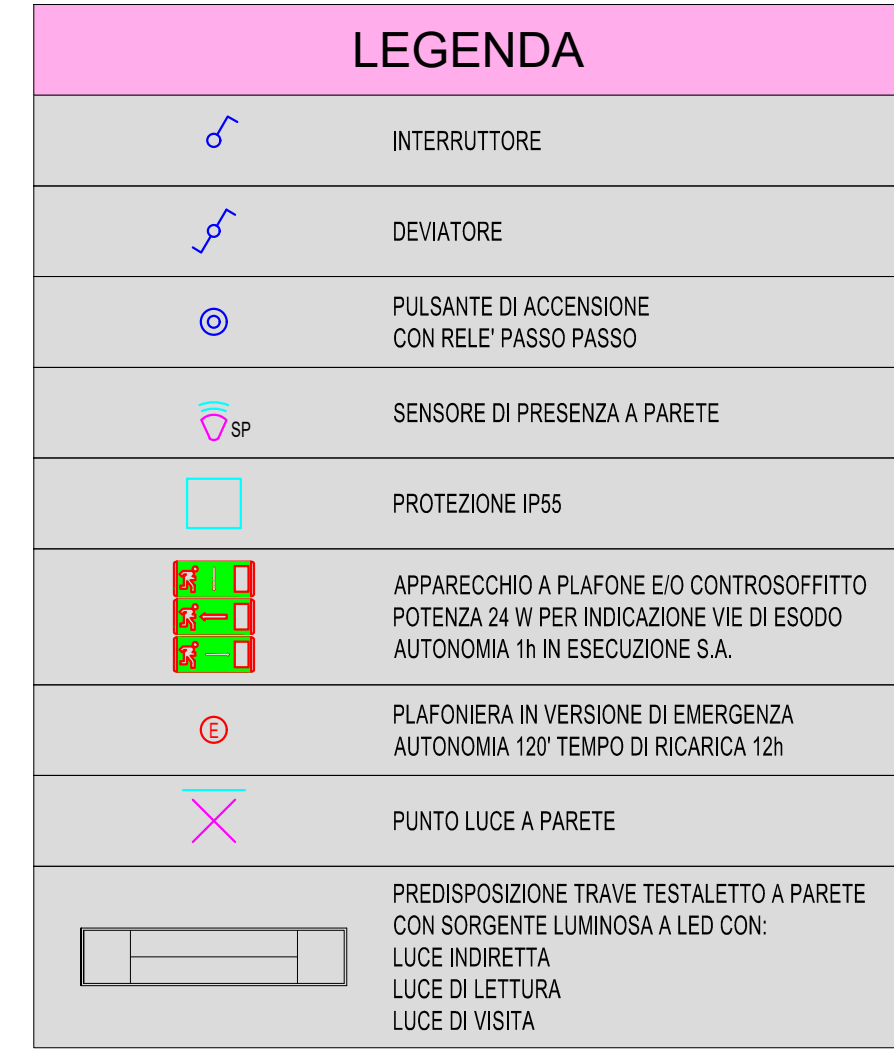 LEGENDA
INTERRUTTORE
DEVIATORE
PULSANTE DI ACCENSIONE
CON RELE' PASSO PASSO
SP
SENSORE DI PRESENZA A PARETE
PROTEZIONE IP55
APPARECCHIO A PLAFONE E/O CONTROSOFFITTO
POTENZA 24 W PER INDICAZIONE VIE DI ESODO
AUTONOMIA 1h IN ESECUZIONE S.A.
E
PLAFONIERA IN VERSIONE DI EMERGENZA
AUTONOMIA 120' TEMPO DI RICARICA 12h
PUNTO LUCE A PARETE
PREDISPOSIZIONE TRAVE TESTALETTO A PARETE
CON SORGENTE LUMINOSA A LED CON:
LUCE INDIRETTA
LUCE DI LETTURA
LUCE DI VISITA